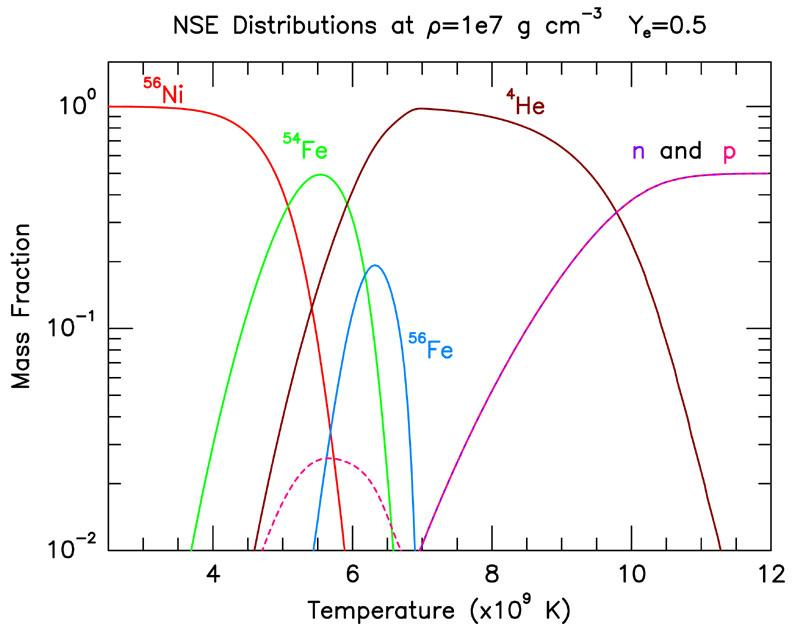 NSE Distributions at ρ=1e7 g cm⁻³ Yₑ=0.5
⁵⁶Ni
⁴He
⁵⁴Fe
n and p
⁵⁶Fe
10⁰
10⁻¹
10⁻²
Mass Fraction
4 6 8 10 12
Temperature (x10⁹ K)